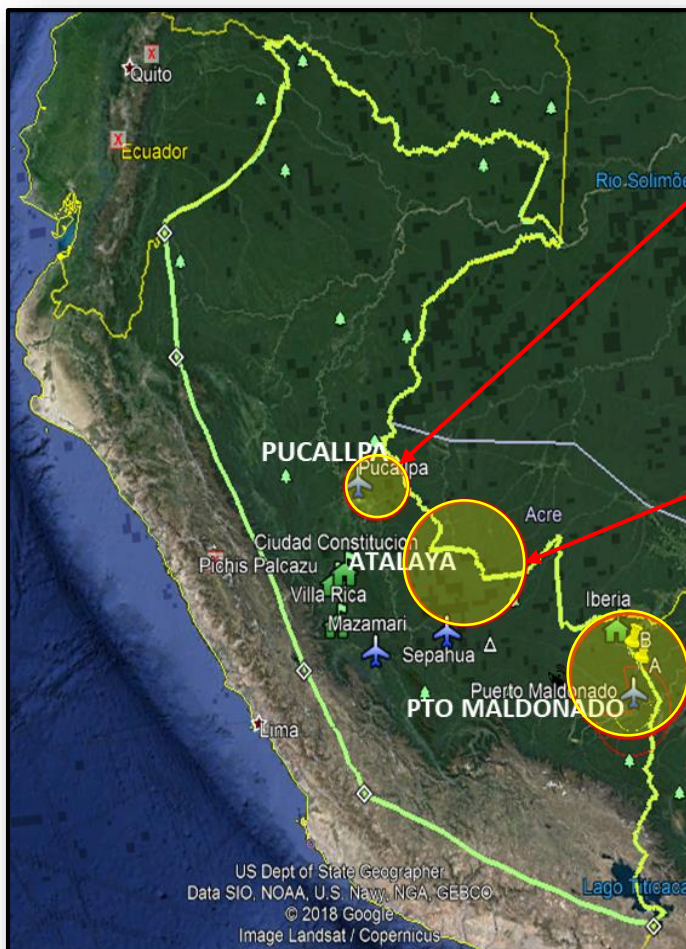 Quito
Ecuador
Rio Solimõe
PUCALLPA
Pucallpa
Acre
Ciudad Constitucion
Pichis Palcazu
ATALAYA
Villa Rica
Iberia
Mazamari
B
Sepahua
A
Puerto Maldonado
PTO MALDONADO
Lima
US Dept of State Geographer
Lago Titicaca
Data SIO, NOAA, U.S. Navy, NGA, GEBCO
© 2018 Google
Image Landsat / Copernicus